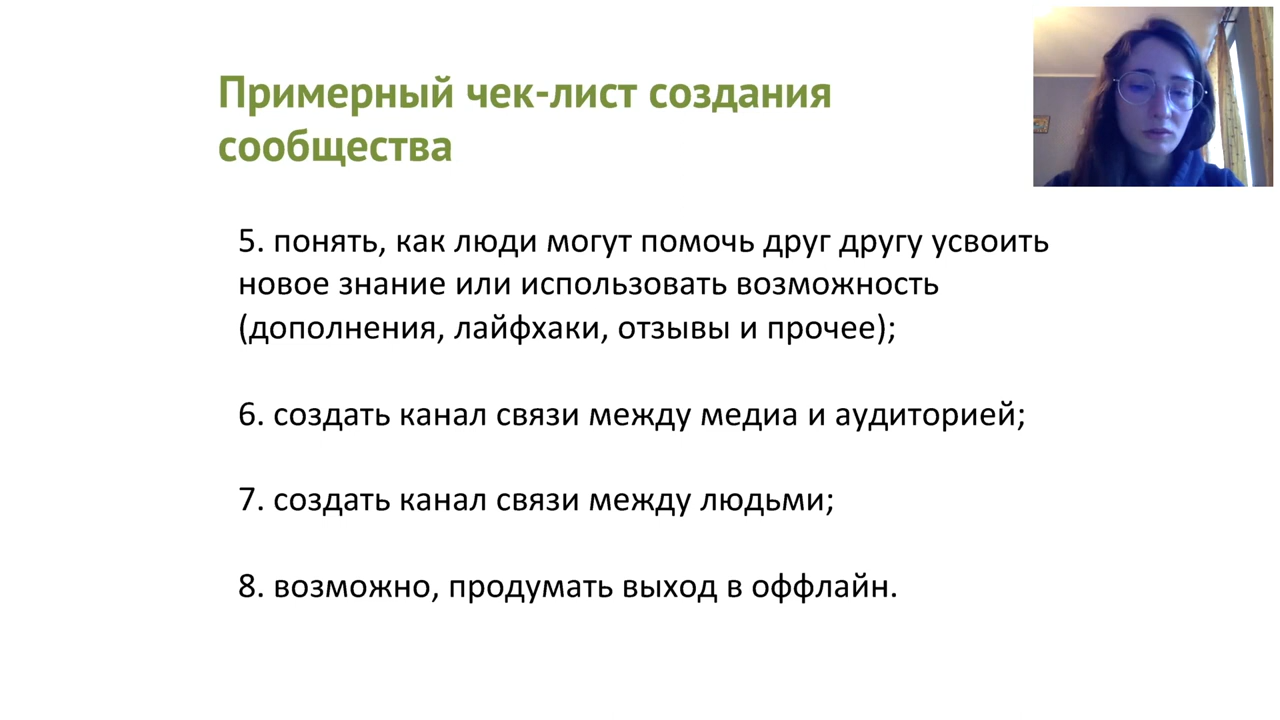 Примерный чек-лист создания
сообщества
5. понять, как люди могут помочь друг другу усвоить
новое знание или использовать возможность
(дополнения, лайфхаки, отзывы и прочее);
6. создать канал связи между медиа и аудиторией;
7. создать канал связи между людьми;
8. возможно, продумать выход в оффлайн.